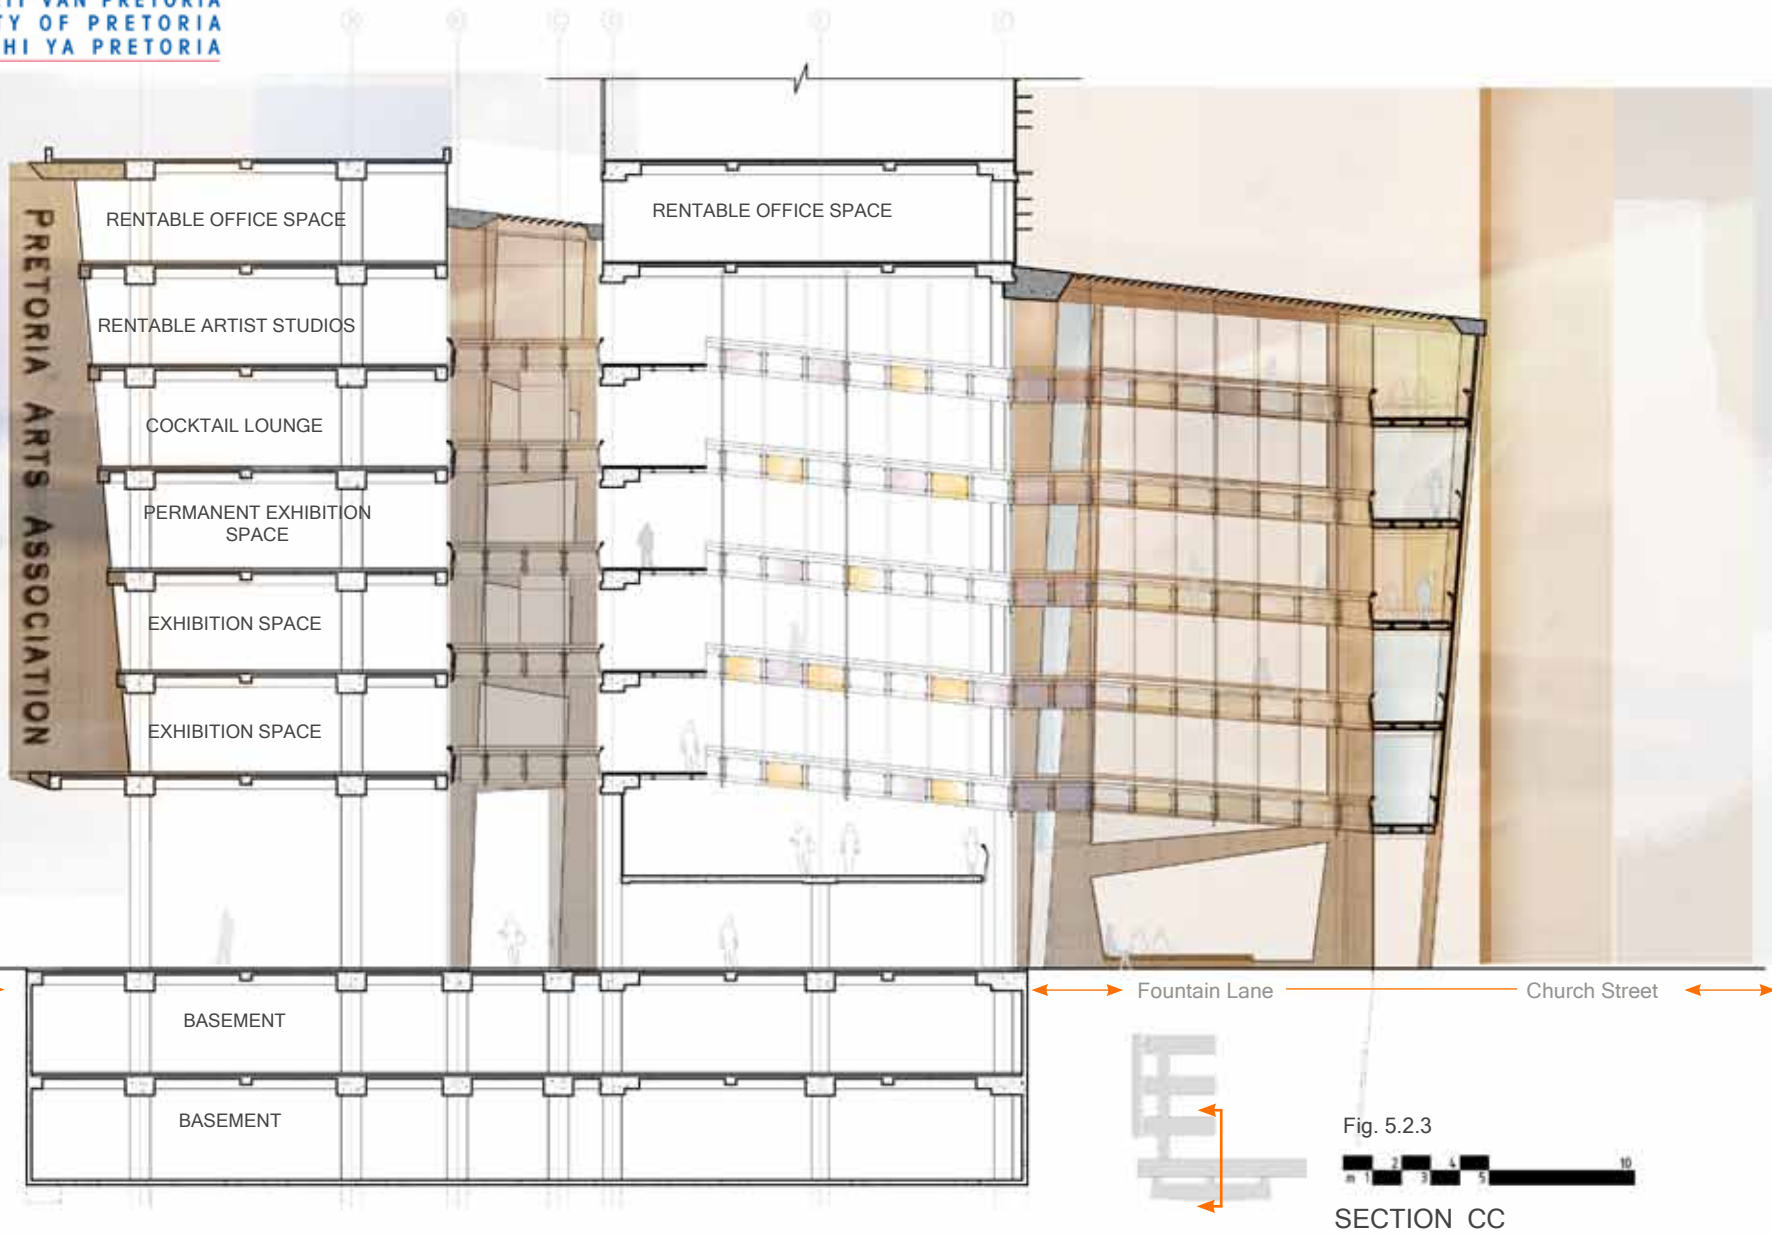 VAN PRETORIA
OF PRETORIA
YA PRETORIA
PRETORIA ARTS ASSOCIATION
RENTABLE OFFICE SPACE
RENTABLE OFFICE SPACE
RENTABLE ARTIST STUDIOS
COCKTAIL LOUNGE
PERMANENT EXHIBITION
SPACE
EXHIBITION SPACE
EXHIBITION SPACE
BASEMENT
BASEMENT
Fountain Lane
Church Street
Fig. 5.2.3
2 4 10
m 1 3 5
SECTION CC